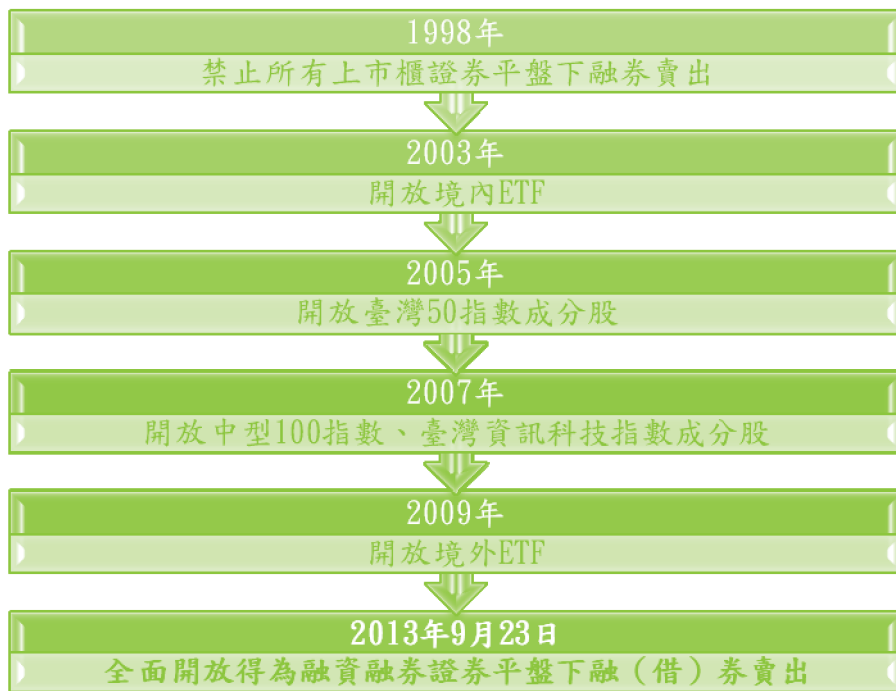 1998年
禁止所有上市櫃證券平盤下融券賣出
2003年
開放境內ETF
2005年
開放臺灣50指數成分股
2007年
開放中型100指數、臺灣資訊科技指數成分股
2009年
開放境外ETF
2013年9月23日
全面開放得為融資融券證券平盤下融（借）券賣出